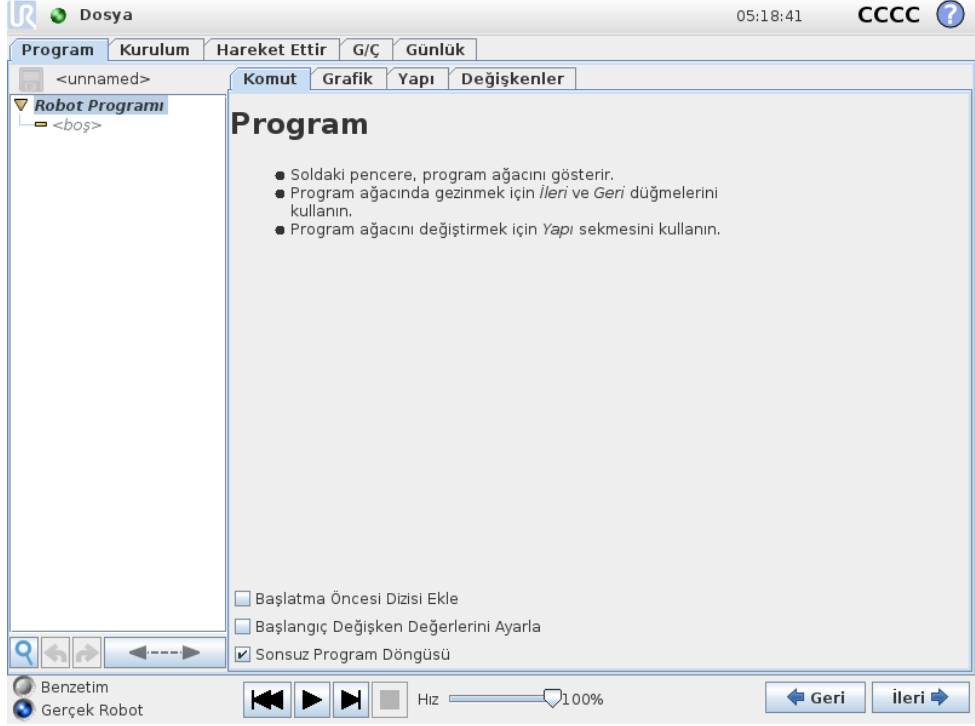 UR Dosya 05:18:41 CCCC ?
Program Kurulum Hareket Ettir G/Ç Günlük
<unnamed> Komut Grafik Yapı Değişkenler
Robot Programı
<boş>
Program
Soldaki pencere, program ağacını gösterir.
Program ağacında gezinmek için İleri ve Geri düğmelerini
kullanın.
Program ağacını değiştirmek için Yapı sekmesini kullanın.
Başlatma Öncesi Dizisi Ekle
Başlangıç Değişken Değerlerini Ayarla
Sonsuz Program Döngüsü
Benzetim
Gerçek Robot
Hız 100%
Geri İleri